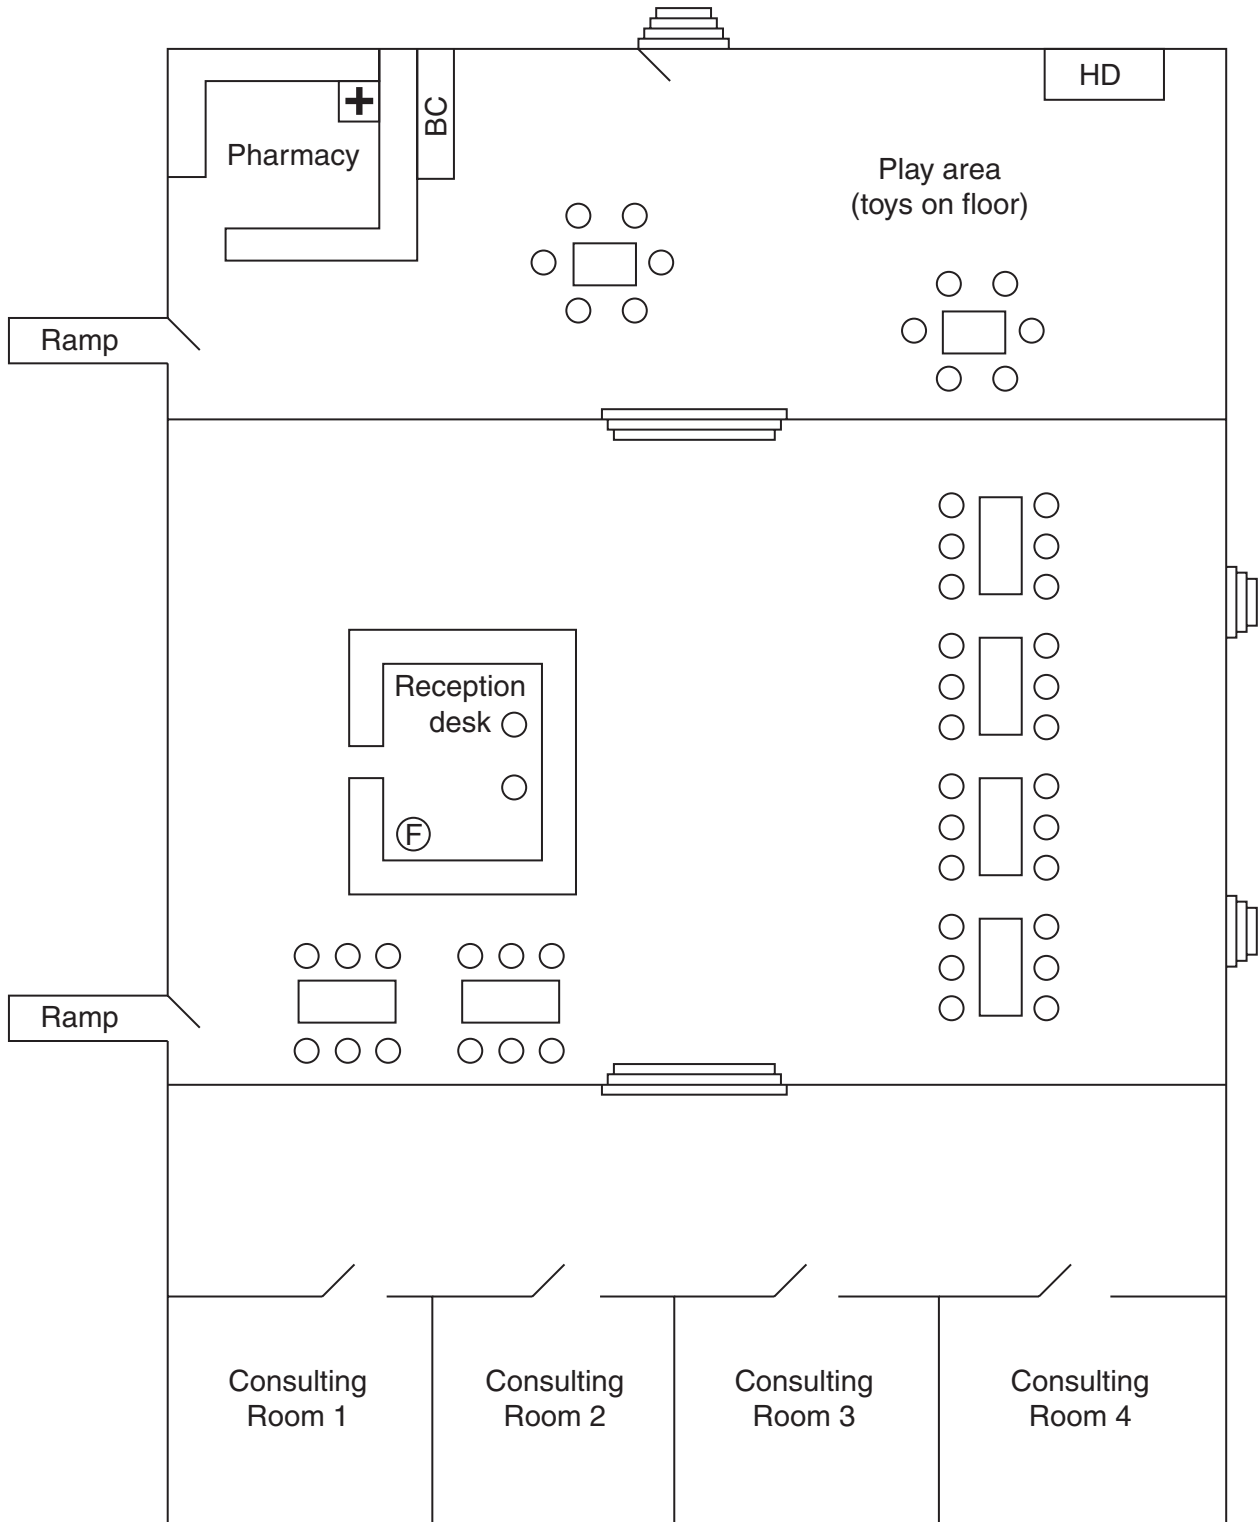 HD
BC
Pharmacy
Play area
(toys on floor)
Ramp
Reception
desk
F
Ramp
Consulting
Room 1
Consulting
Room 2
Consulting
Room 3
Consulting
Room 4